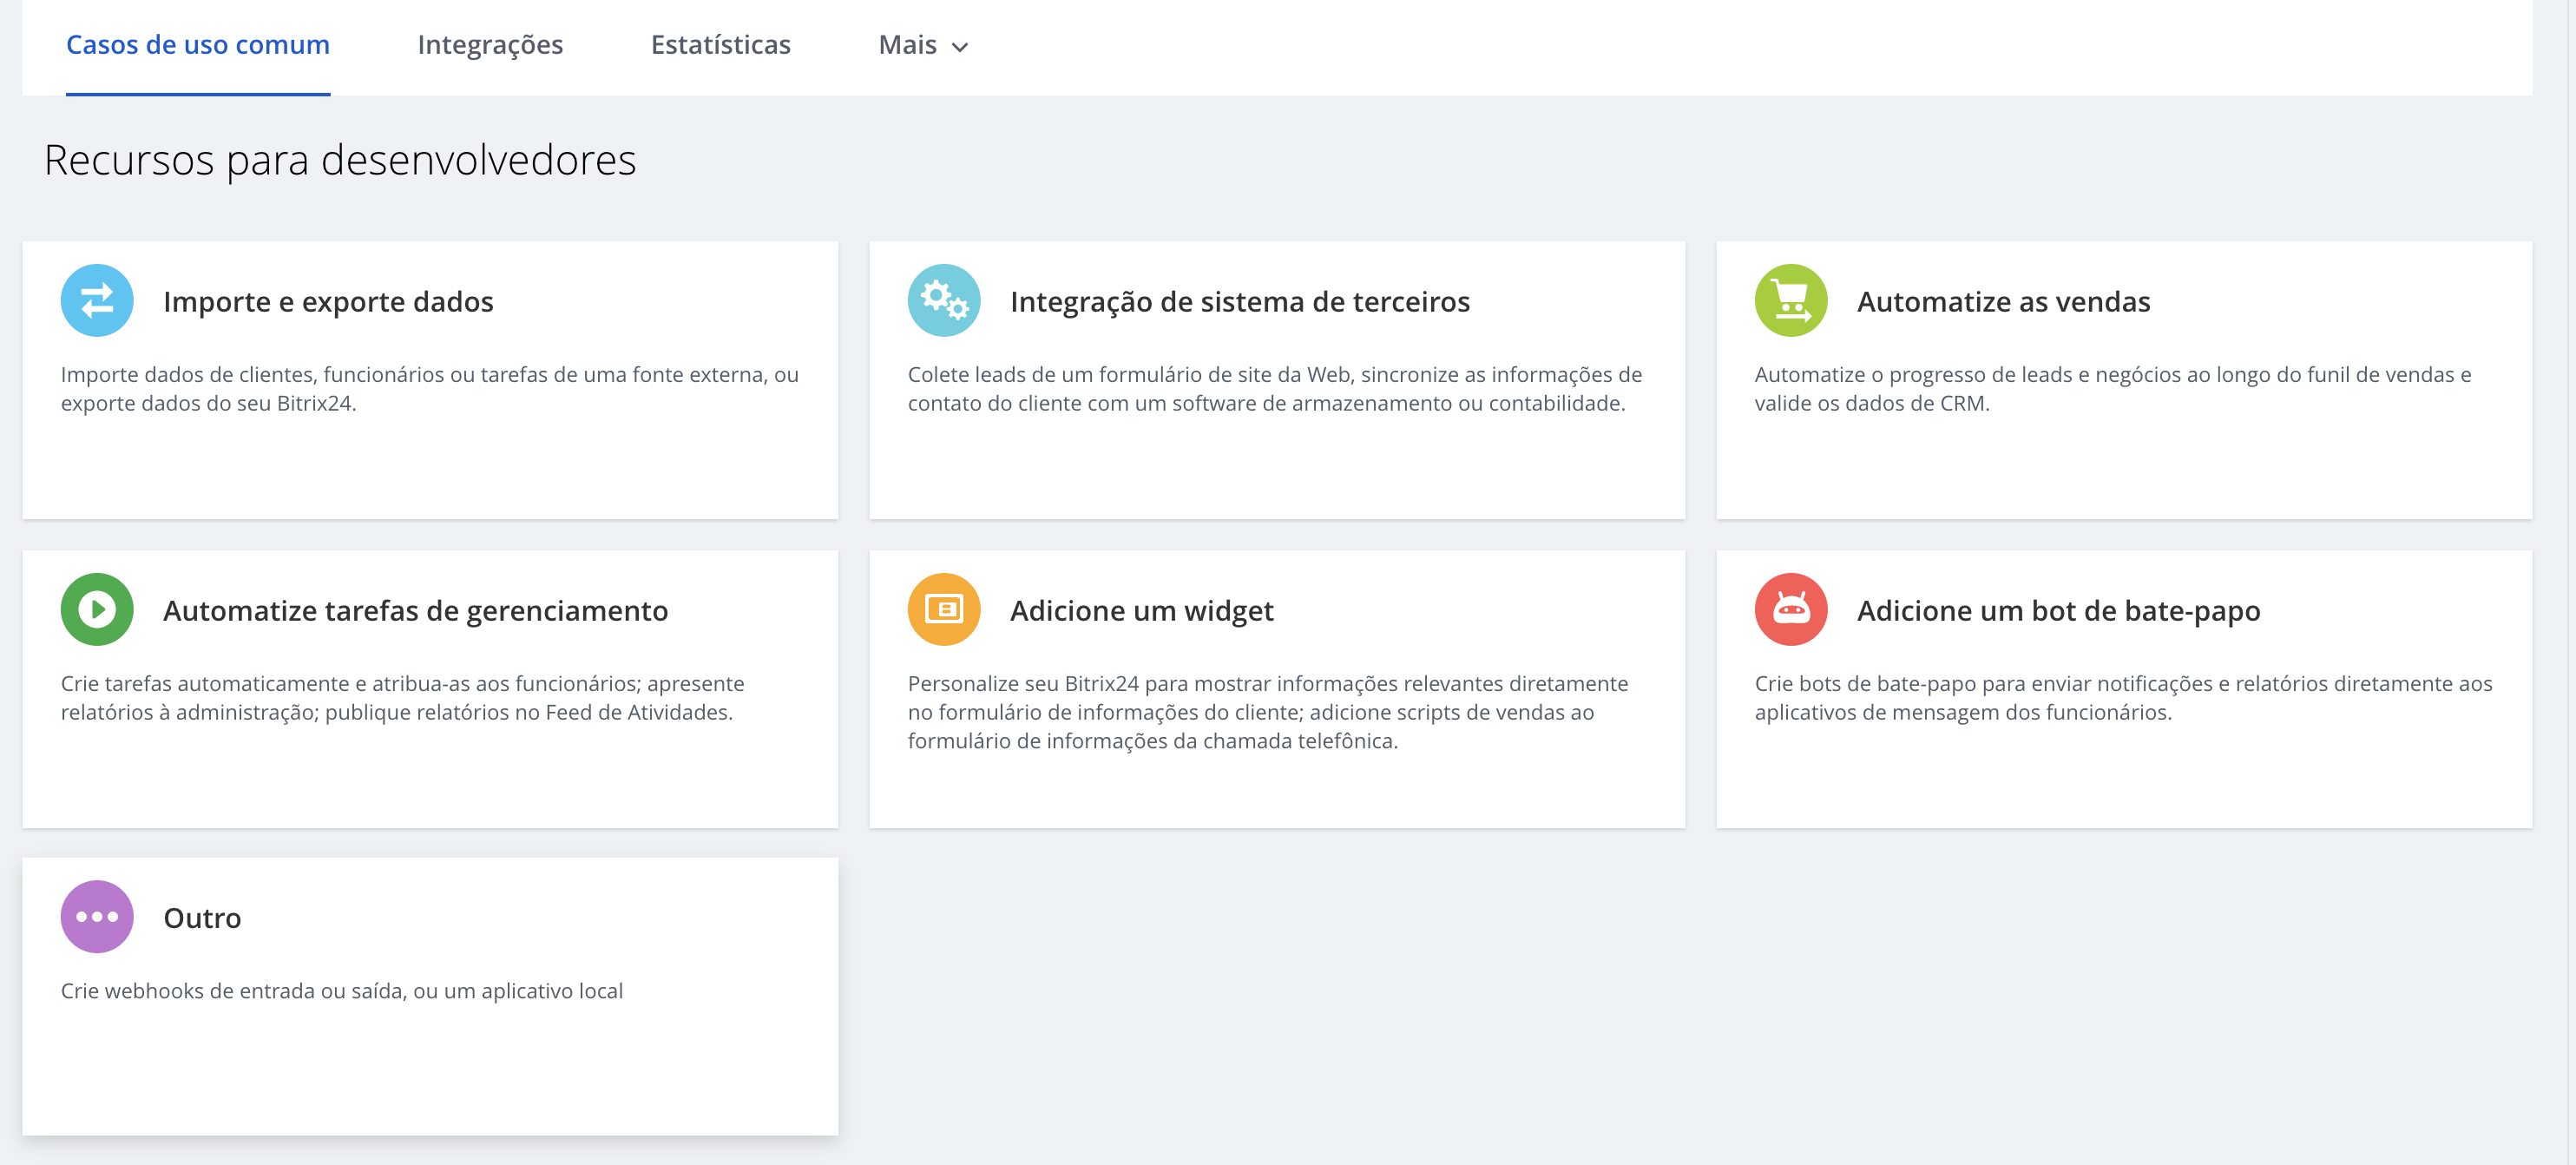 Casos de uso comum
Integrações
Estatísticas
Mais
Recursos para desenvolvedores
Importe e exporte dados
Importe dados de clientes, funcionários ou tarefas de uma fonte externa, ou
exporte dados do seu Bitrix24.
Integração de sistema de terceiros
Colete leads de um formulário de site da Web, sincronize as informações de
contato do cliente com um software de armazenamento ou contabilidade.
Automatize as vendas
Automatize o progresso de leads e negócios ao longo do funil de vendas e
valide os dados de CRM.
Automatize tarefas de gerenciamento
Crie tarefas automaticamente e atribua-as aos funcionários; apresente
relatórios à administração; publique relatórios no Feed de Atividades.
Adicione um widget
Personalize seu Bitrix24 para mostrar informações relevantes diretamente
no formulário de informações do cliente; adicione scripts de vendas ao
formulário de informações da chamada telefônica.
Adicione um bot de bate-papo
Crie bots de bate-papo para enviar notificações e relatórios diretamente aos
aplicativos de mensagem dos funcionários.
Outro
Crie webhooks de entrada ou saída, ou um aplicativo local